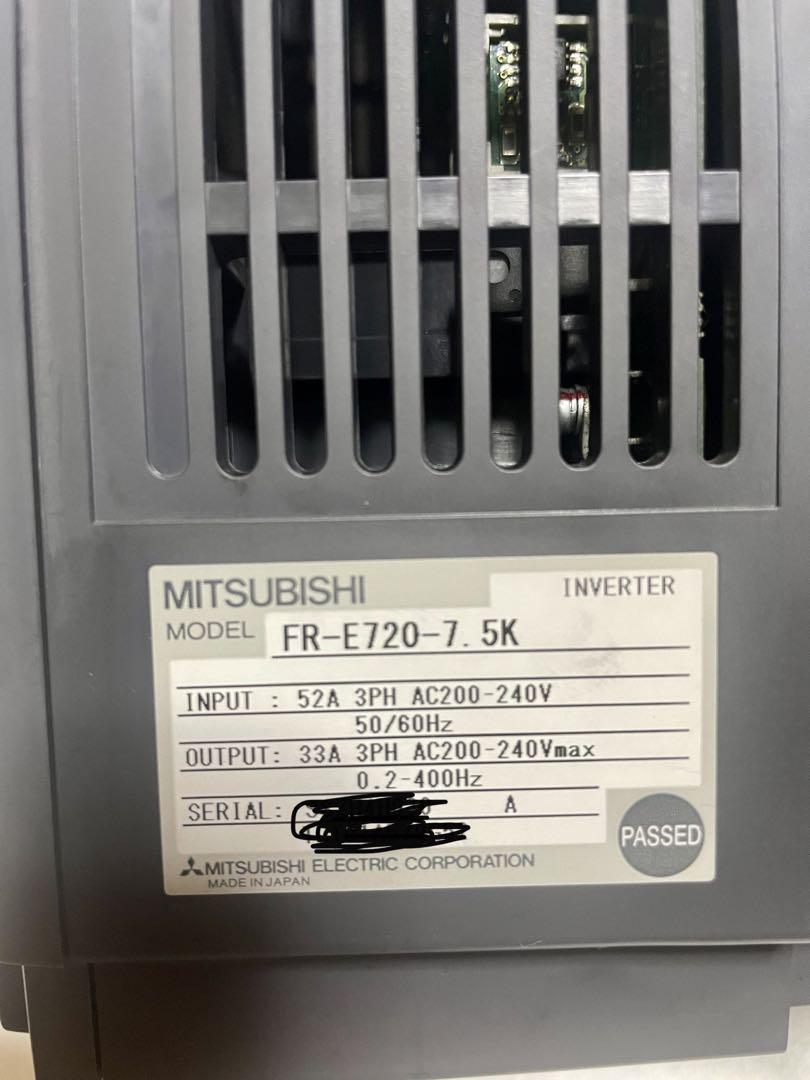 MITSUBISHI INVERTER
MODEL FR-E720-7.5K
INPUT : 52A 3PH AC200-240V
50/60Hz
OUTPUT: 33A 3PH AC200-240Vmax
0.2-400Hz
SERIAL: A
PASSED
MITSUBISHI ELECTRIC CORPORATION
MADE IN JAPAN